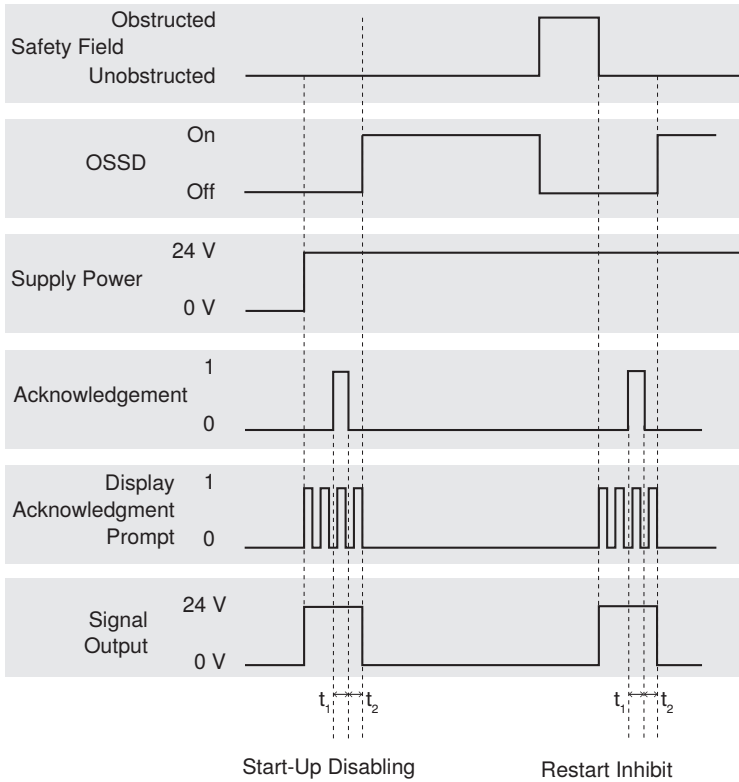 Obstructed
Safety Field
Unobstructed
On
OSSD
Off
24 V
Supply Power
0 V
1
Acknowledgement
0
Display
Acknowledgment
Prompt
1
0
24 V
Signal
Output
0 V
t1 t2 t1 t2
Start-Up Disabling Restart Inhibit